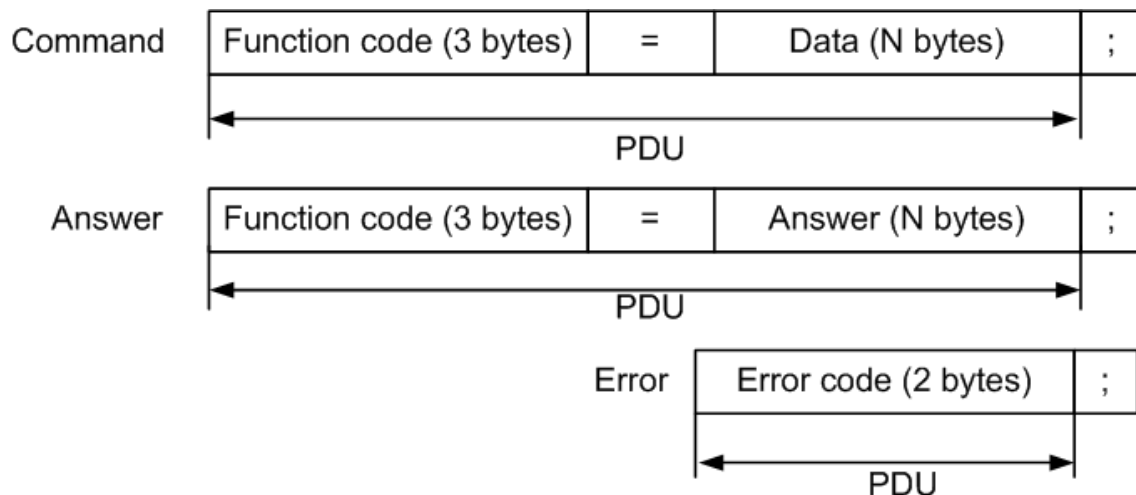 Command Function code (3 bytes) = Data (N bytes) ;
PDU
Answer Function code (3 bytes) = Answer (N bytes) ;
PDU
Error Error code (2 bytes) ;
PDU